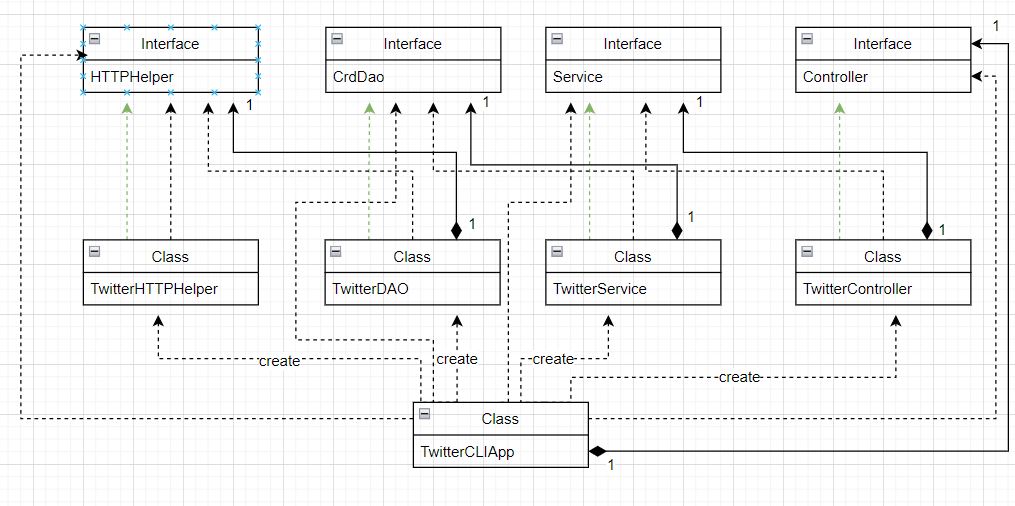 1
Interface
Interface
Interface
Interface
HTTPHelper
CrdDao
Service
Controller
1
1
1
1
1
1
Class
Class
Class
Class
TwitterHTTPHelper
TwitterDAO
TwitterService
TwitterController
create
create
create
create
Class
TwitterCLIApp
1